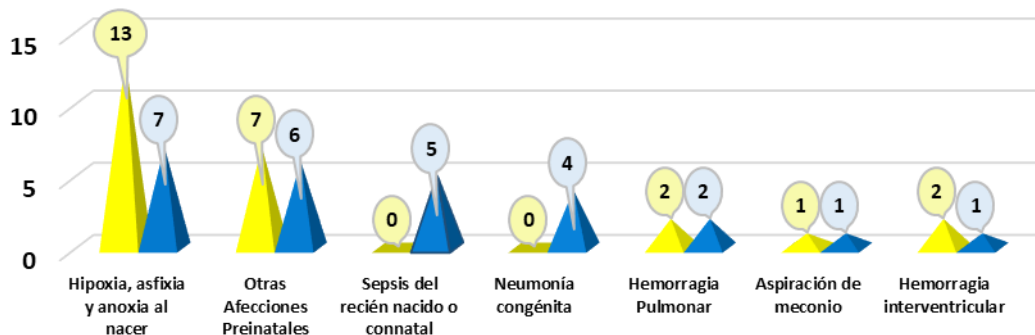 15
10
5
0
13
7
7
6
0
5
0
4
2
2
1
1
2
1
Hipoxia, asfixia
y anoxia al
nacer
Otras
Afecciones
Preinatales
Sepsis del
recién nacido o
connatal
Neumonía
congénita
Hemorragia
Pulmonar
Aspiración de
meconio
Hemorragia
interventricular